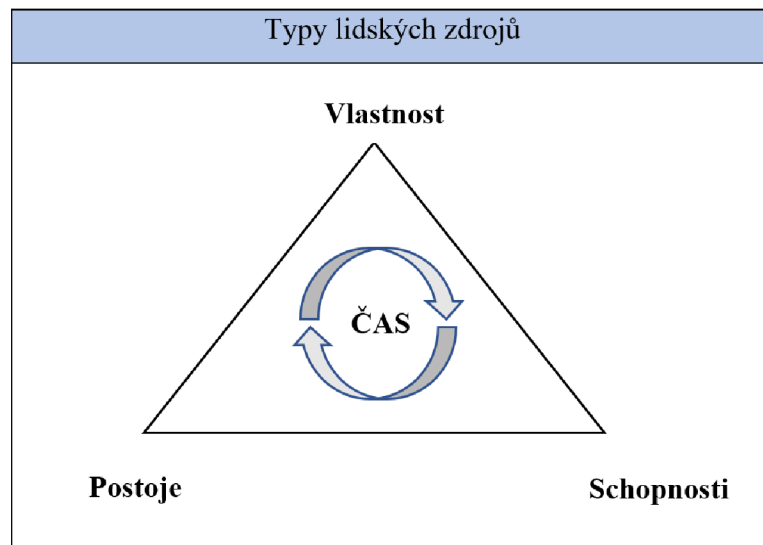 Typy lidských zdrojů
Vlastnost
ČAS
Postoje
Schopnosti